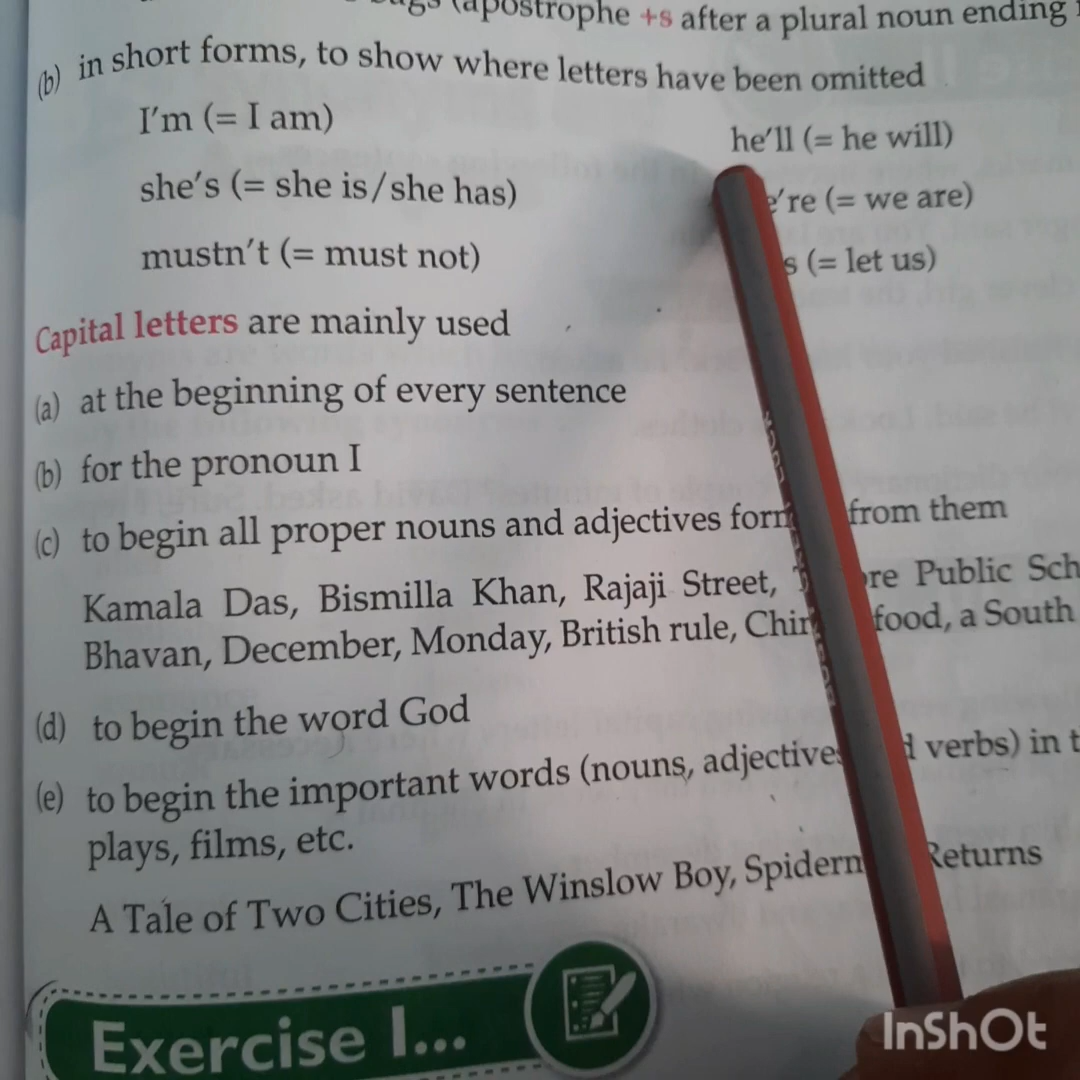 (apostrophe +s after a plural noun ending
(b) in short forms, to show where letters have been omitted
I'm (= I am)
he'll (= he will)
she's (= she is/she has)
e're (= we are)
mustn't (= must not)
s (= let us)
Capital letters are mainly used
(a) at the beginning of every sentence
(b) for the pronoun I
(c) to begin all proper nouns and adjectives form from them
Kamala Das, Bismilla Khan, Rajaji Street, re Public Sch
Bhavan, December, Monday, British rule, Chin food, a South
(d) to begin the word God
(e) to begin the important words (nouns, adjectives d verbs) in t
plays, films, etc.
A Tale of Two Cities, The Winslow Boy, Spiderm Returns
Exercise I...
InShOt